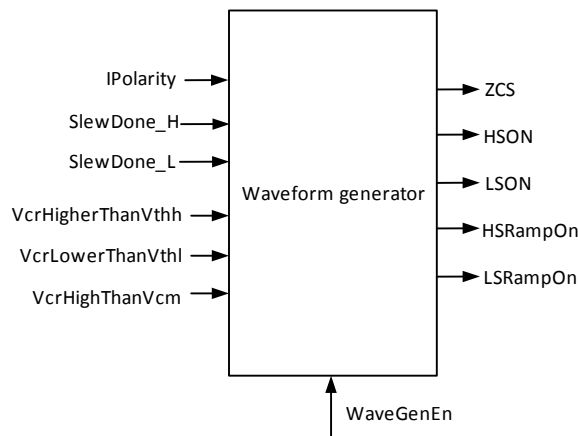 IPolarity
SlewDone_H
SlewDone_L
VcrHigherThanVthh
VcrLowerThanVthl
VcrHighThanVcm
Waveform generator
ZCS
HSON
LSON
HSRampOn
LSRampOn
WaveGenEn